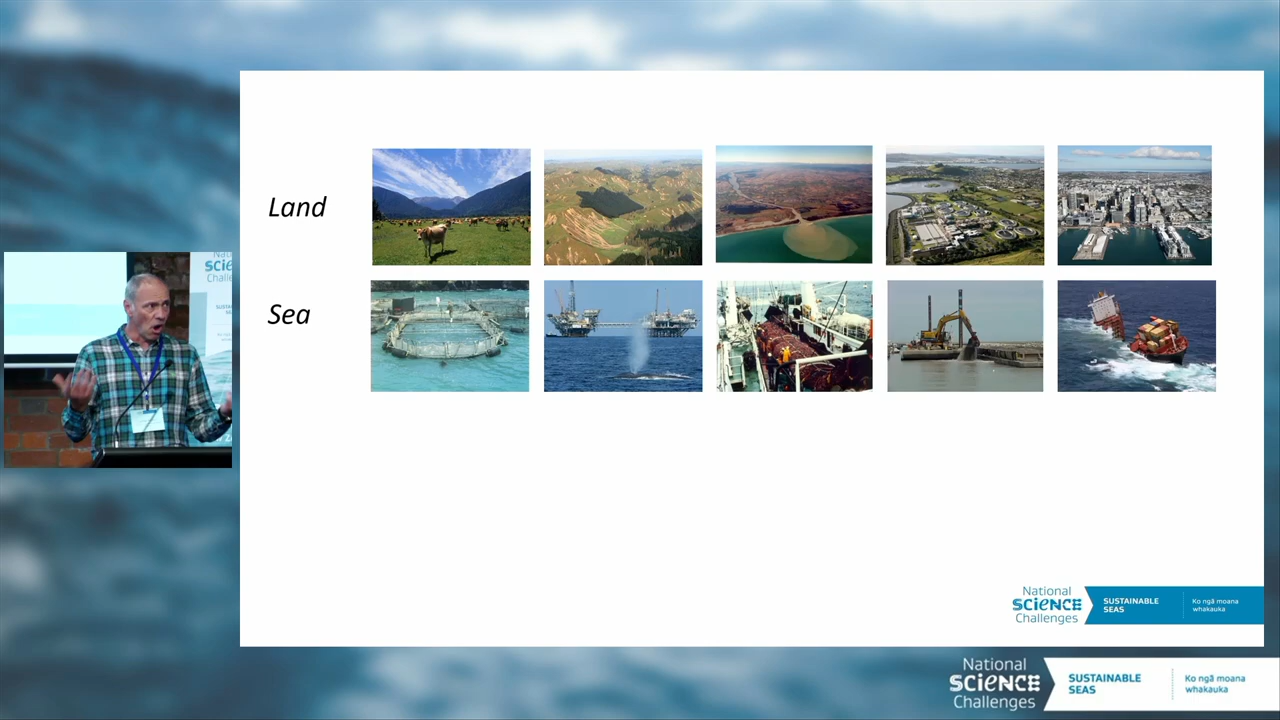 Land
Sea
National
SCIENCE
Challenges
SUSTAINABLE
SEAS
Ko ngā moana
whakauka
National
SCIENCE
Challenges
SUSTAINABLE
SEAS
Ko ngā moana
whakauka